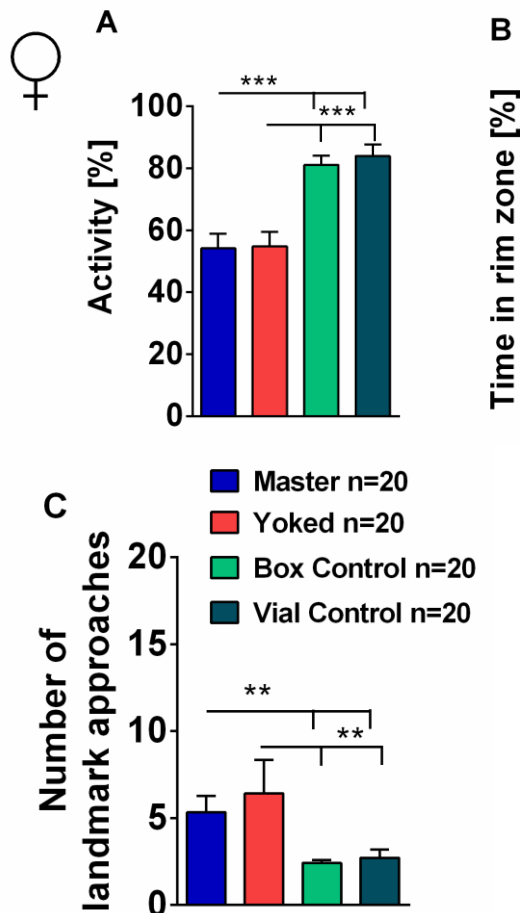 A
B
Activity [%]
***
***
100
80
60
40
20
0
Time in rim zone [%]
C
Master n=20
Yoked n=20
Box Control n=20
Vial Control n=20
Number of
landmark approaches
20
15
10
5
0
**
**